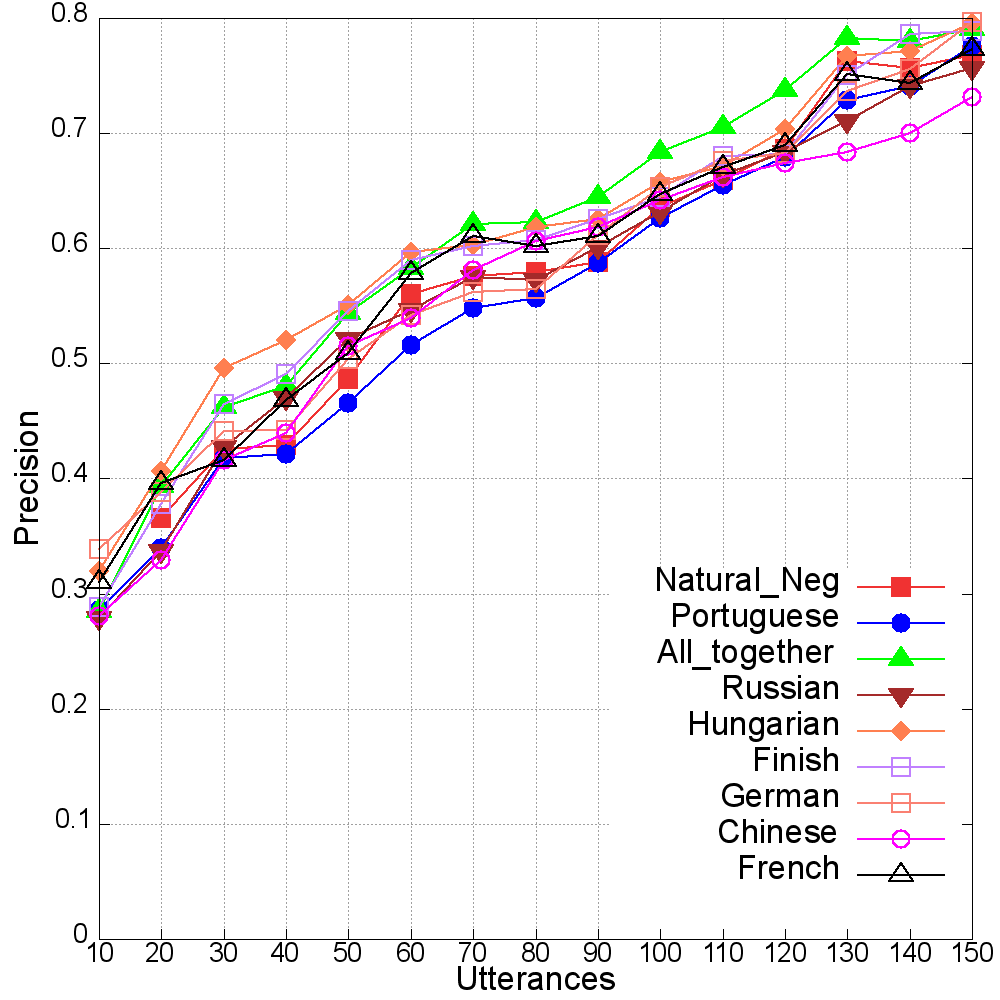 0.8
0.7
0.6
0.5
0.4
0.3
0.2
0.1
0
Precision
Natural_Neg
Portuguese
All_together
Russian
Hungarian
Finish
German
Chinese
French
10 20 30 40 50 60 70 80 90 100 110 120 130 140 150
Utterances